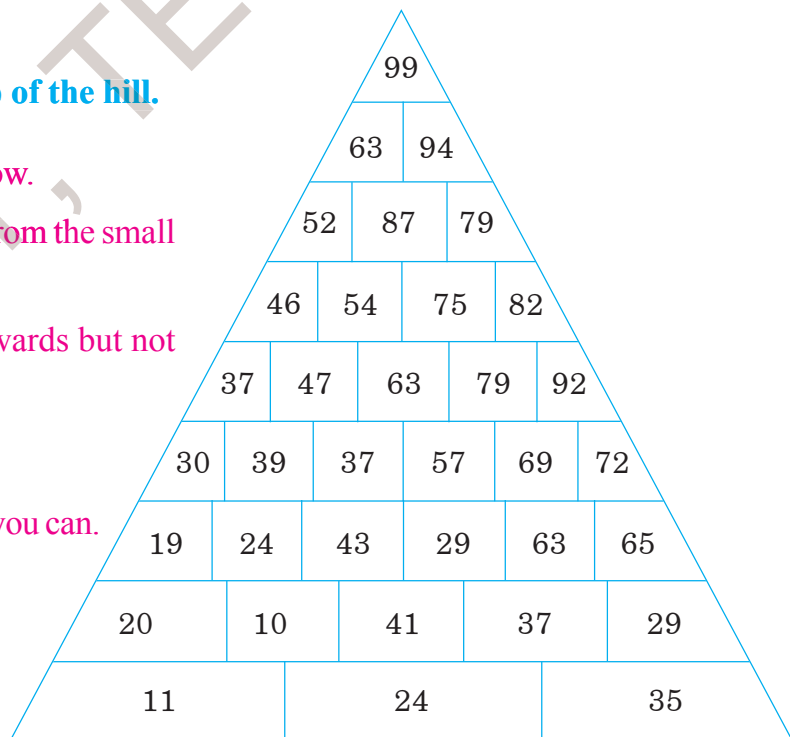 of the hill.
ow.
rom the small
wards but not
you can.
99
63 94
52 87 79
46 54 75 82
37 47 63 79 92
30 39 37 57 69 72
19 24 43 29 63 65
20 10 41 37 29
11 24 35